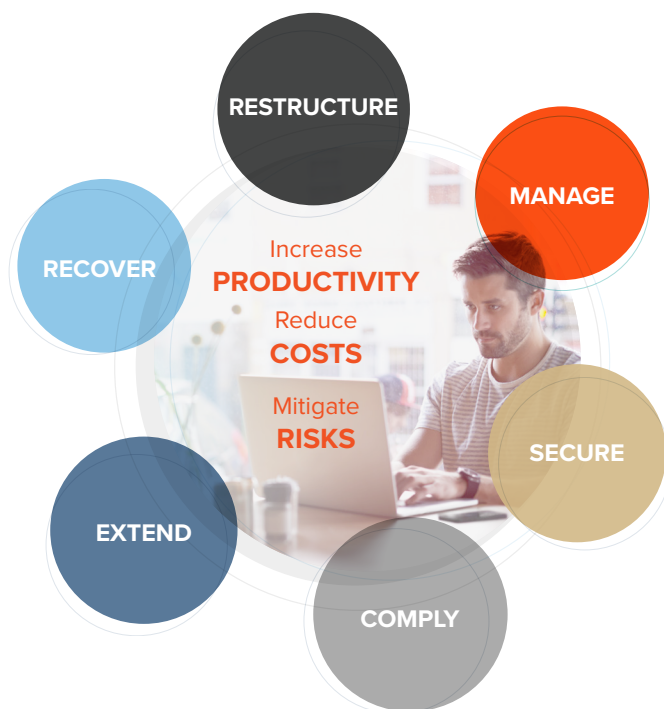 RESTRUCTURE
MANAGE
RECOVER
Increase
PRODUCTIVITY
Reduce
COSTS
Mitigate
RISKS
SECURE
EXTEND
COMPLY